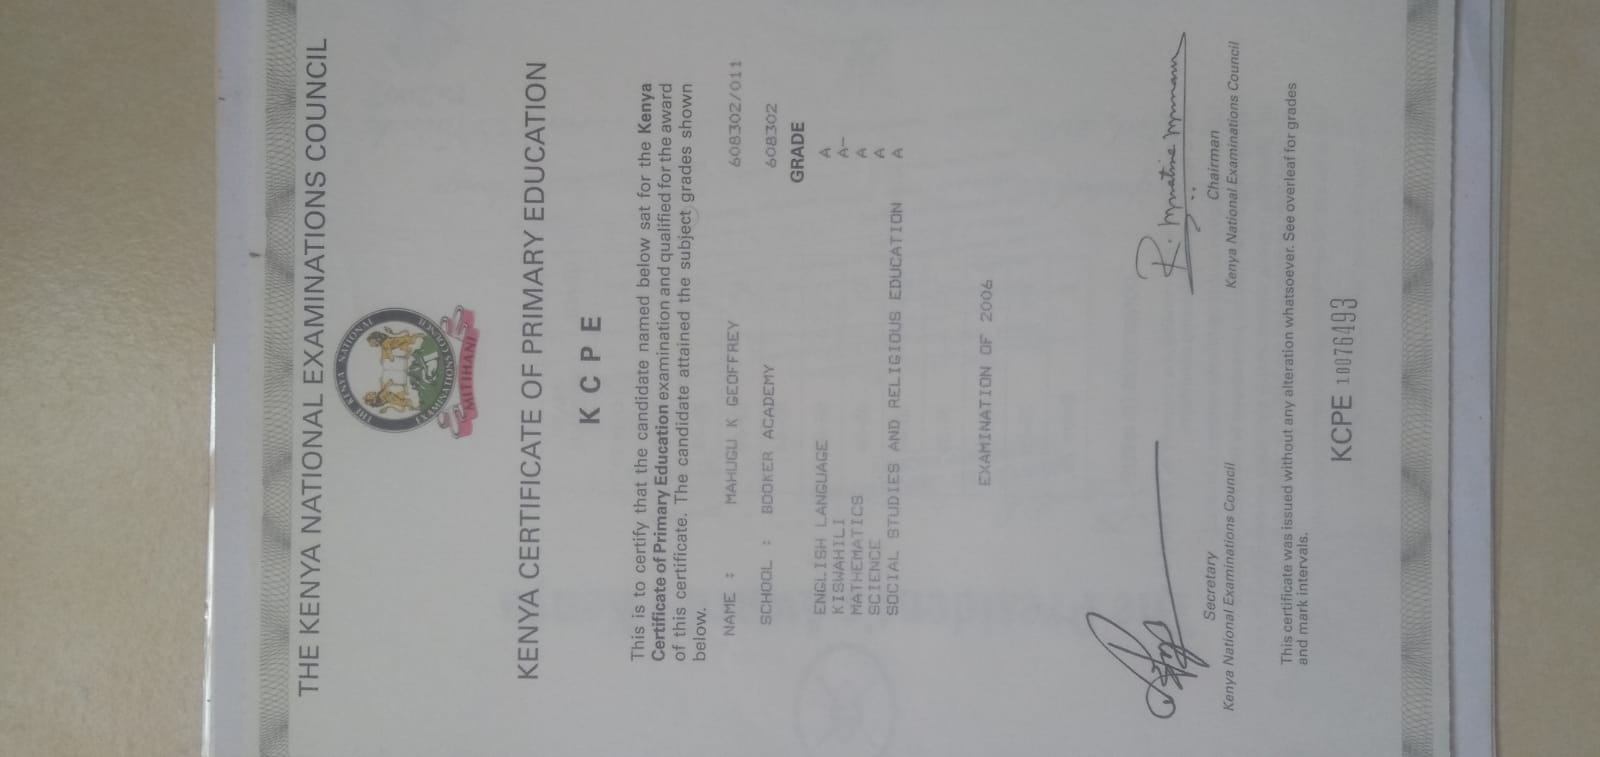 THE KENYA NATIONAL EXAMINATIONS COUNCIL
THE KENYA NATIONAL
EXAMINATIONS COUNCIL
MITIHANI
KENYA CERTIFICATE OF PRIMARY EDUCATION
K C P E
This is to certify that the candidate named below sat for the Kenya
Certificate of Primary Education examination and qualified for the award
of this certificate. The candidate attained the subject grades shown
below.
NAME : MAHUGU K GEOFFREY 608302/011
SCHOOL : BOOKER ACADEMY 608302
GRADE
ENGLISH LANGUAGE A
KISWAHILI A-
MATHEMATICS A
SCIENCE A
SOCIAL STUDIES AND RELIGIOUS EDUCATION A
EXAMINATION OF 2006
Secretary
Kenya National Examinations Council
Chairman
Kenya National Examinations Council
This certificate was issued without any alteration whatsoever. See overleaf for grades
and mark intervals.
KCPE 10076493